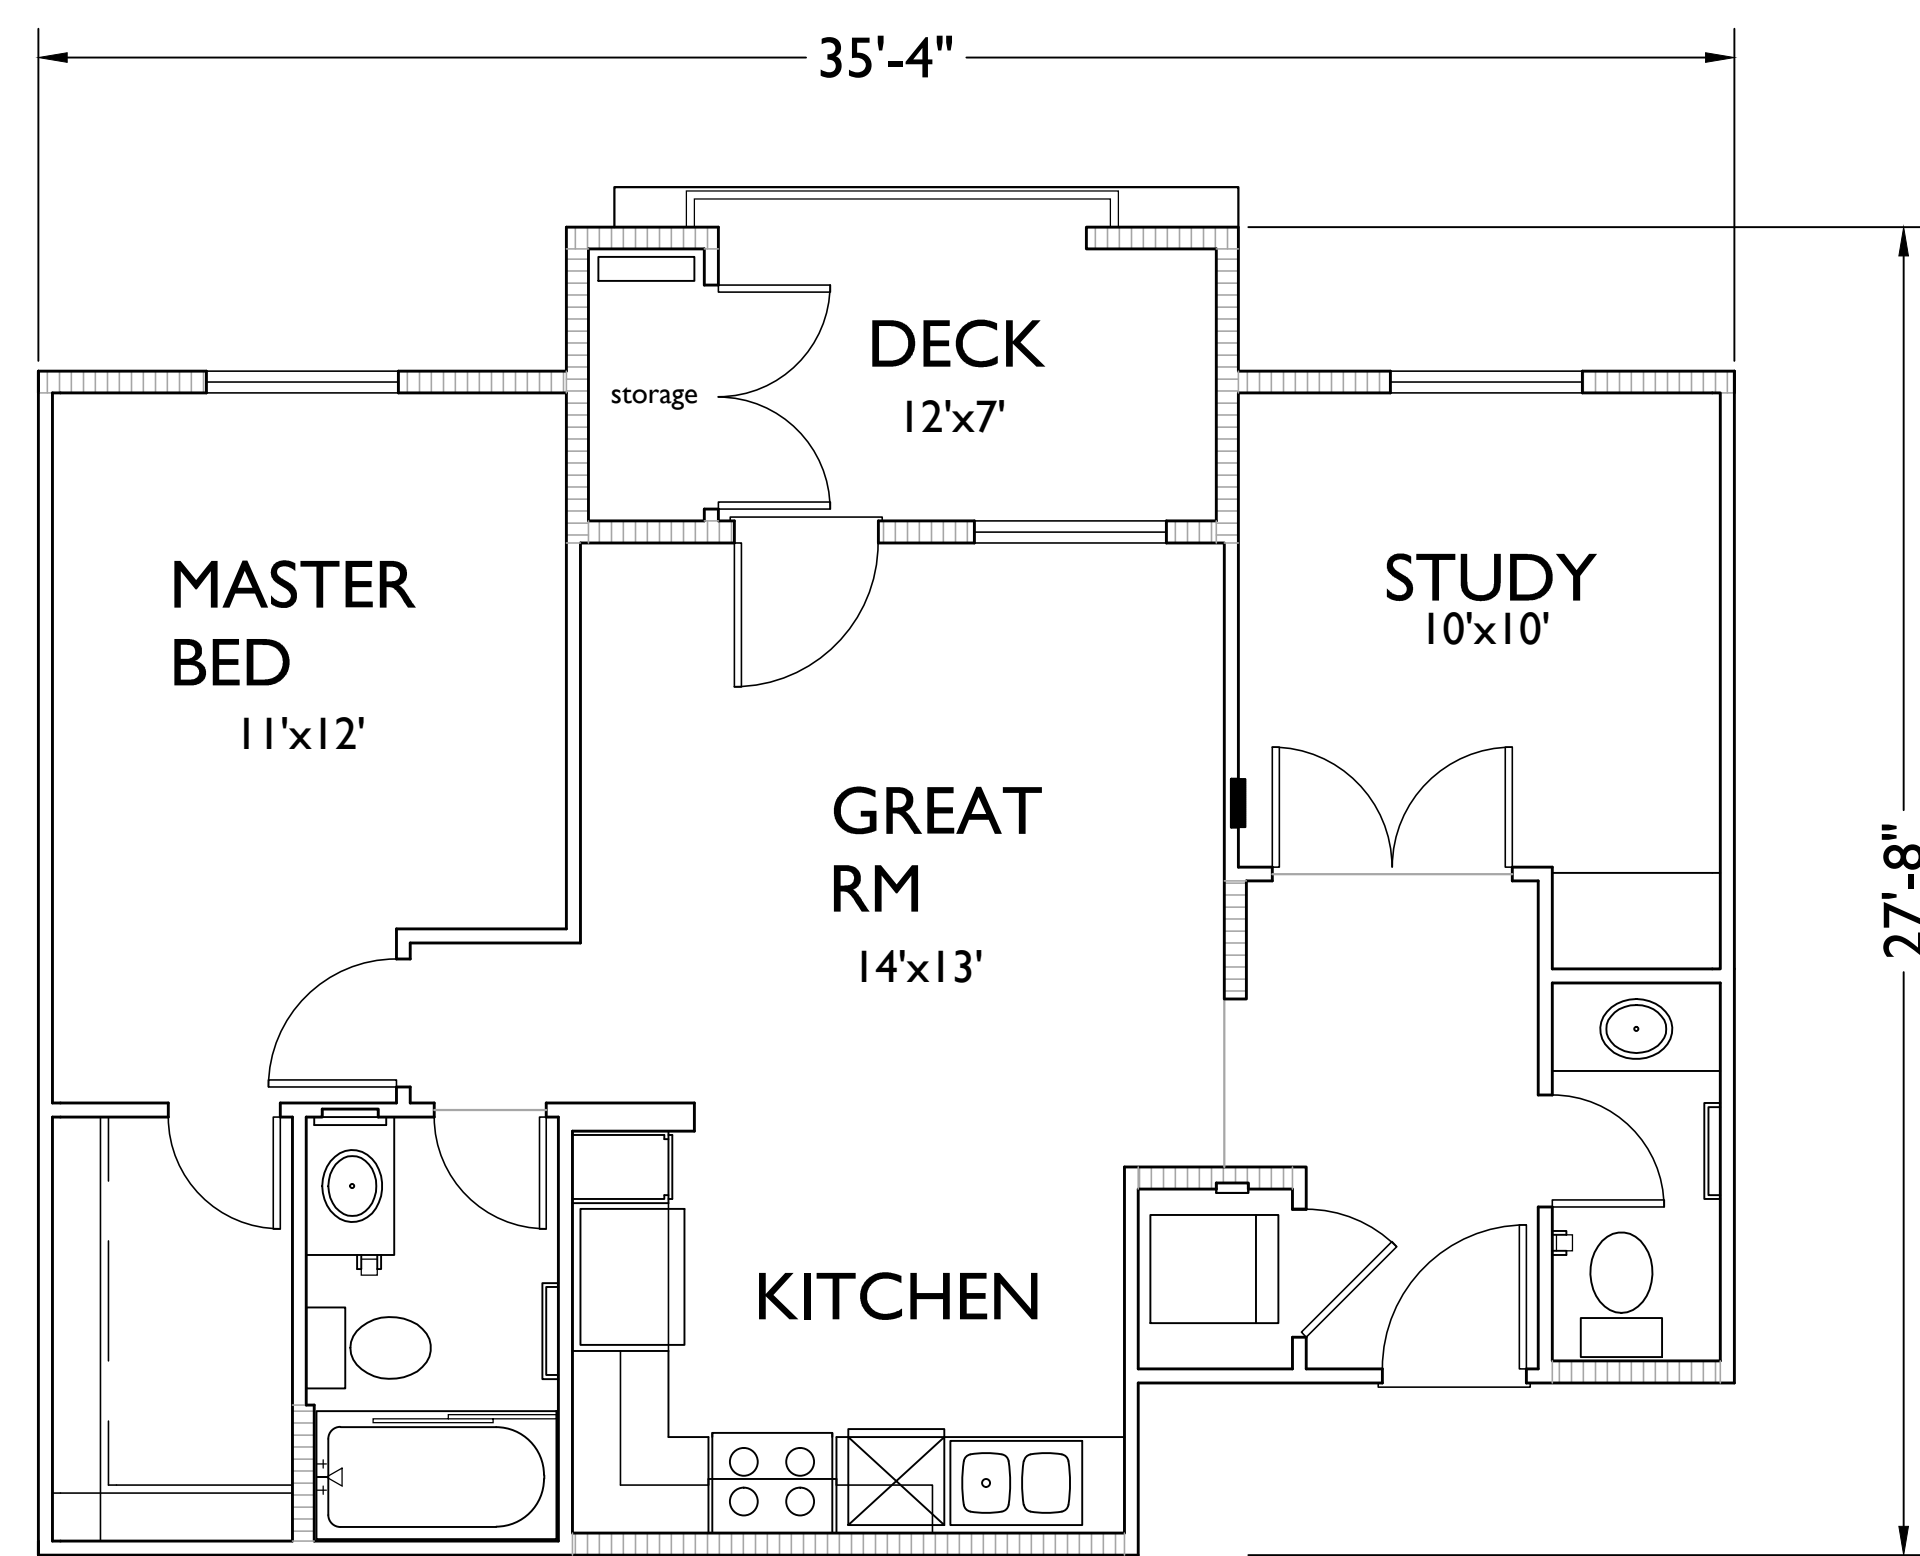 35'-4"
DECK
12'x7'
storage
MASTER
BED
11'x12'
STUDY
10'x10'
GREAT
RM
14'x13'
27'-8"
KITCHEN